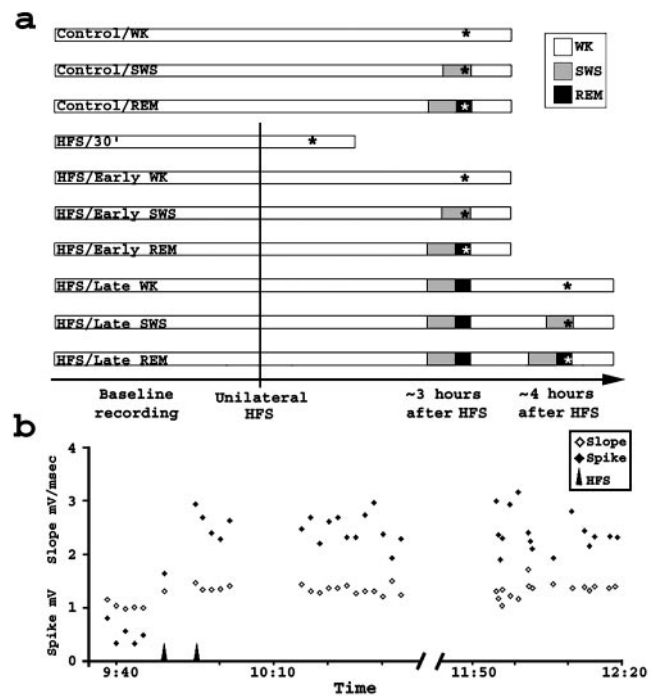 a
Control/WK
*
WK
Control/SWS
*
SWS
Control/REM
*
REM
HFS/30'
*
HFS/Early WK
*
HFS/Early SWS
*
HFS/Early REM
*
HFS/Late WK
*
HFS/Late SWS
*
HFS/Late REM
*
Baseline recording
Unilateral HFS
~3 hours after HFS
~4 hours after HFS
b
Spike mV Slope mV/msec
4
3
2
1
0
Slope
Spike
HFS
9:40
10:10
11:50
12:20
Time